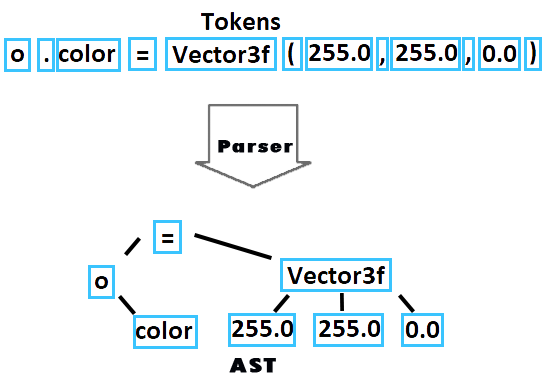 Tokens
o . color = Vector3f ( 255.0 , 255.0 , 0.0 )
Parser
=
o Vector3f
color 255.0 255.0 0.0
AST